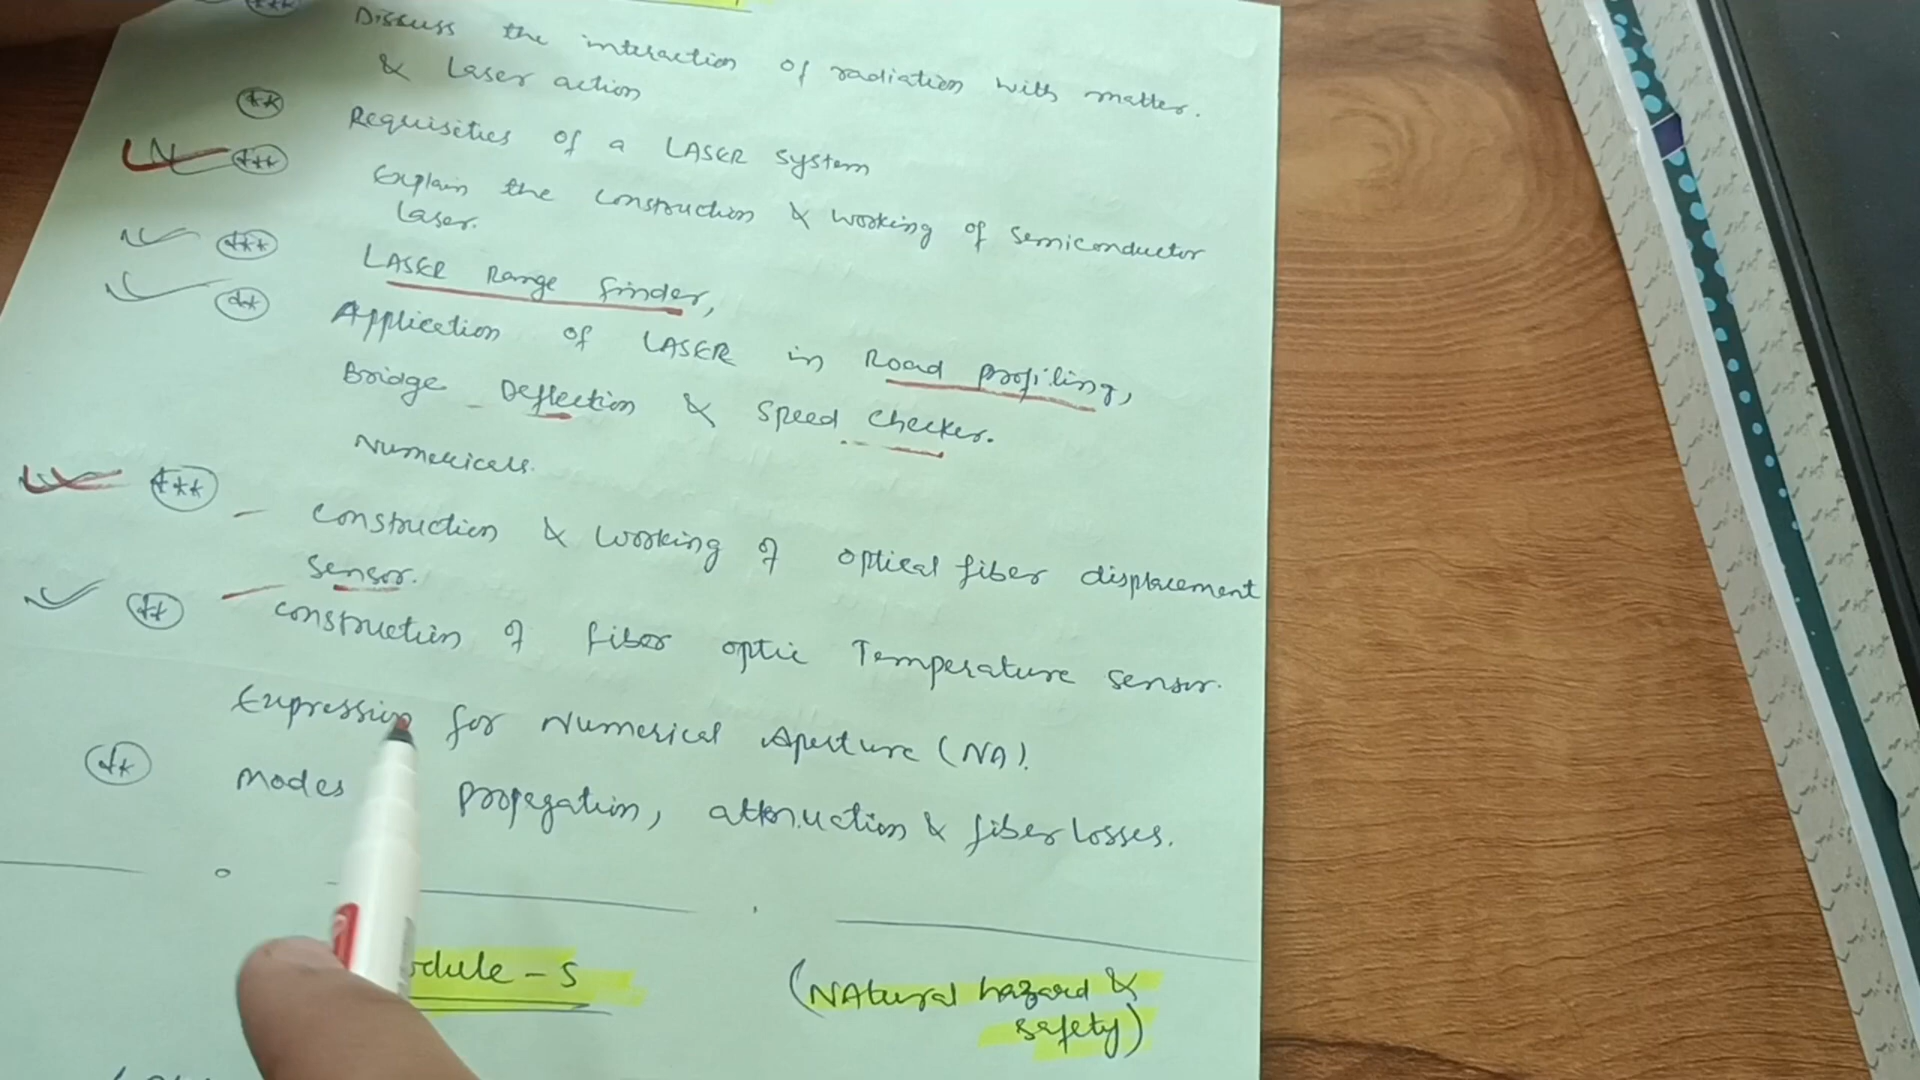 *** Discuss the interaction of radiation with matter.
& Laser action
** Requisities of a LASER system
*** Explain the construction & working of semiconductor
laser.
*** LASER Range finder,
** Application of LASER in Road profiling,
Bridge Deflection & speed checker.
Numericals.
*** - construction & working of optical fiber displacement
sensor.
** - construction of fiber optic Temperature sensor.
Expression for Numerical Aperture (NA).
** Modes propegation, attenuation & fiber losses.
odule - 5 (NAtural hazard &
safety)